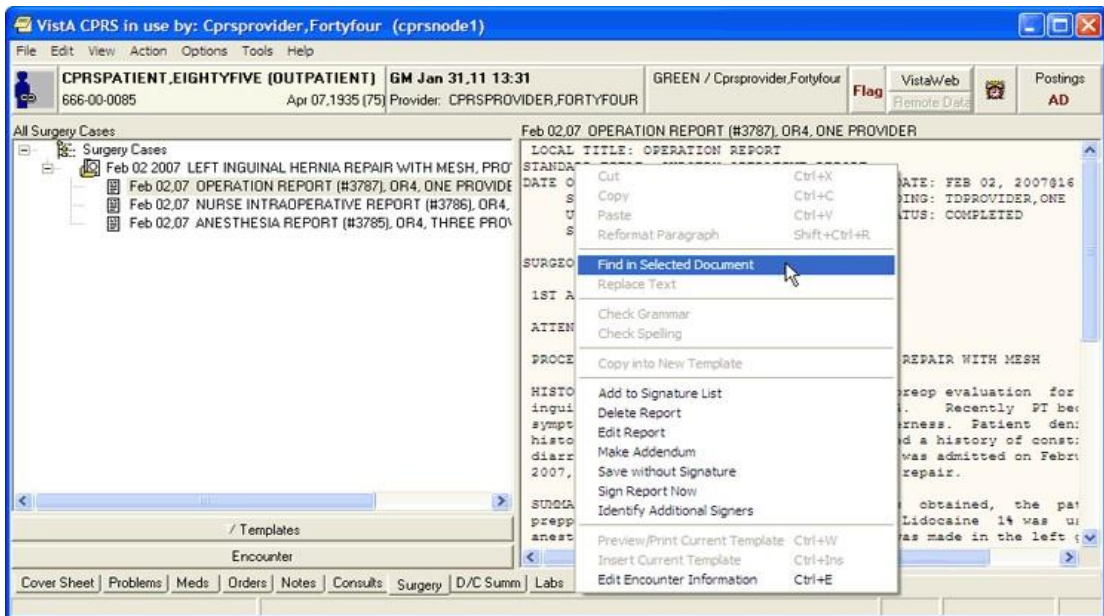 VistA CPRS in use by: Cprsprovider,Fortyfour (cprsnode1)
File Edit View Action Options Tools Help
CPRSPATIENT,EIGHTYFIVE (OUTPATIENT) GM Jan 31,11 13:31 GREEN / Cprsprovider,Fortyfour Flag VistaWeb Postings
666-00-0085 Apr 07,1935 (75) Provider: CPRSPROVIDER,FORTYFOUR Remote Data AD
All Surgery Cases Feb 02,07 OPERATION REPORT (#3787), OR4, ONE PROVIDER
Surgery Cases
Feb 02 2007 LEFT INGUINAL HERNIA REPAIR WITH MESH, PRO
Feb 02,07 OPERATION REPORT (#3787), OR4, ONE PROVIDE
Feb 02,07 NURSE INTRAOPERATIVE REPORT (#3786), OR4,
Feb 02,07 ANESTHESIA REPORT (#3785), OR4, THREE PRO
/ Templates
Encounter
LOCAL TITLE: OPERATION REPORT
DATE O ATE: FEB 02, 2007@16
S ING: TDPROVIDER,ONE
U TUS: COMPLETED
S
SURGEO
1ST A
ATTEN
PROCE REPAIR WITH MESH
HISTO reop evaluation for
ingui . Recently PT bec
sympt rness. Patient den
histo d a history of const
diarr was admitted on Febru
2007, repair.
SUMMA obtained, the pat
prepp Lidocaine 1% was u
anest as made in the left
Cut Ctrl+X
Copy Ctrl+C
Paste Ctrl+V
Reformat Paragraph Shift+Ctrl+R
Find in Selected Document
Replace Text
Check Grammar
Check Spelling
Copy into New Template
Add to Signature List
Delete Report
Edit Report
Make Addendum
Save without Signature
Sign Report Now
Identify Additional Signers
Preview/Print Current Template Ctrl+W
Insert Current Template Ctrl+Ins
Edit Encounter Information Ctrl+E
Cover Sheet Problems Meds Orders Notes Consults Surgery D/C Summ Labs